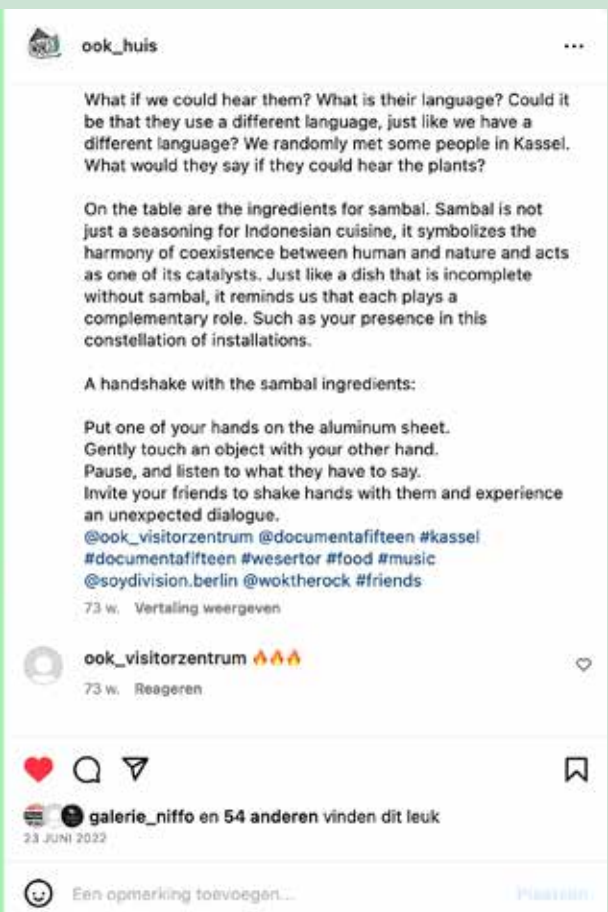 ook_huis
What if we could hear them? What is their language? Could it
be that they use a different language, just like we have a
different language? We randomly met some people in Kassel.
What would they say if they could hear the plants?
On the table are the ingredients for sambal. Sambal is not
just a seasoning for Indonesian cuisine, it symbolizes the
harmony of coexistence between human and nature and acts
as one of its catalysts. Just like a dish that is incomplete
without sambal, it reminds us that each plays a
complementary role. Such as your presence in this
constellation of installations.
A handshake with the sambal ingredients:
Put one of your hands on the aluminum sheet.
Gently touch an object with your other hand.
Pause, and listen to what they have to say.
Invite your friends to shake hands with them and experience
an unexpected dialogue.
@ook_visitorzentrum @documentafifteen #kassel
#documentafifteen #wesertor #food #music
@soydivision.berlin @woktherock #friends
73 w. Vertaling weergeven
ook_visitorzentrum 🔥🔥🔥
73 w. Reageren
galerie_niffo en 54 anderen vinden dit leuk
23 JUNI 2022
Een opmerking toevoegen...
Plaatsen